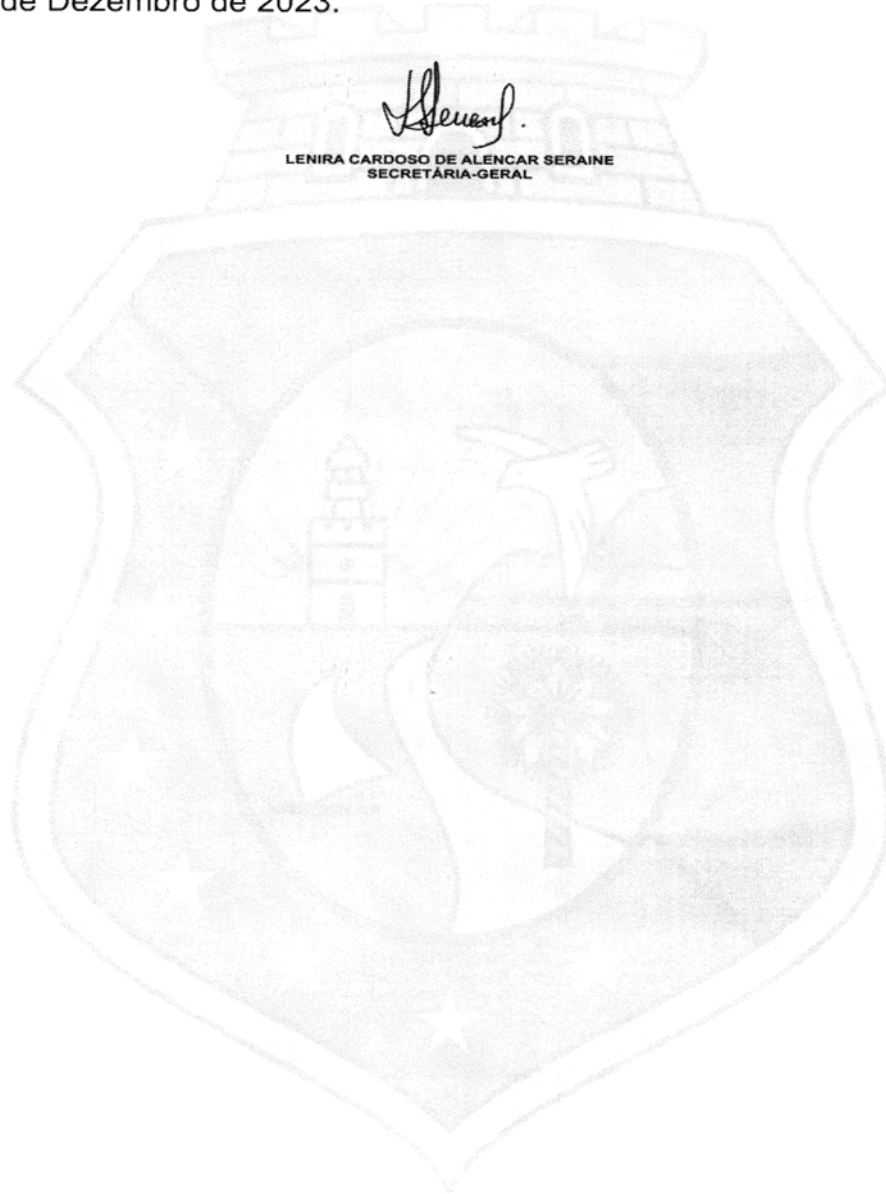 de Dezembro de 2023.
LENIRA CARDOSO DE ALENCAR SERAINE
SECRETÁRIA-GERAL